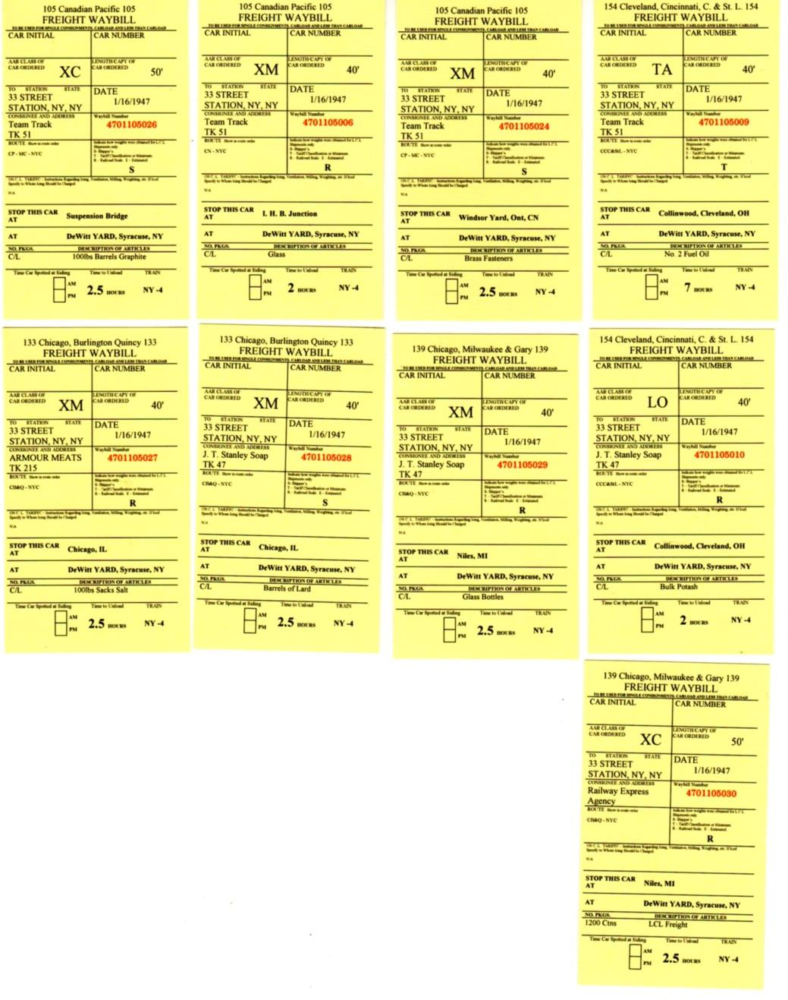 105 Canadian Pacific 105
FREIGHT WAYBILL
TO BE USED FOR SINGLE CONSIGNMENTS, CARLOAD AND LESS THAN CARLOAD
CAR INITIAL CAR NUMBER
AAR CLASS OF LENGTH/CAPY OF
CAR ORDERED XC CAR ORDERED 50'
TO STATION STATE DATE
33 STREET 1/16/1947
STATION, NY, NY
CONSIGNEE AND ADDRESS Waybill Number
Team Track 4701105026
TK 51
ROUTE Show in route order Indicate how weights were obtained for L.C.L.
Shipments only
S- Shipper's
CP - MC - NYC T - Tariff Classification or Minimum
R - Railroad Scale E - Estimated
S
ON C. L. TARIFFC - Instructions Regarding Icing, Ventilation, Milling, Weighting, etc. If Iced
Specify to Whom Icing Should be Charged
N/A
STOP THIS CAR
AT Suspension Bridge
AT DeWitt YARD, Syracuse, NY
NO. PKGS. DESCRIPTION OF ARTICLES
C/L 100lbs Barrels Graphite
Time Car Spotted at Siding Time to Unload TRAIN
AM
PM 2.5 HOURS NY -4
105 Canadian Pacific 105
FREIGHT WAYBILL
TO BE USED FOR SINGLE CONSIGNMENTS, CARLOAD AND LESS THAN CARLOAD
CAR INITIAL CAR NUMBER
AAR CLASS OF LENGTH/CAPY OF
CAR ORDERED XM CAR ORDERED 40'
TO STATION STATE DATE
33 STREET 1/16/1947
STATION, NY, NY
CONSIGNEE AND ADDRESS Waybill Number
Team Track 4701105006
TK 51
ROUTE Show in route order Indicate how weights were obtained for L.C.L.
Shipments only
S- Shipper's
CN - NYC T - Tariff Classification or Minimum
R - Railroad Scale E - Estimated
R
ON C. L. TARIFFC - Instructions Regarding Icing, Ventilation, Milling, Weighting, etc. If Iced
Specify to Whom Icing Should be Charged
N/A
STOP THIS CAR
AT I. H. B. Junction
AT DeWitt YARD, Syracuse, NY
NO. PKGS. DESCRIPTION OF ARTICLES
C/L Glass
Time Car Spotted at Siding Time to Unload TRAIN
AM
PM 2 HOURS NY -4
105 Canadian Pacific 105
FREIGHT WAYBILL
TO BE USED FOR SINGLE CONSIGNMENTS, CARLOAD AND LESS THAN CARLOAD
CAR INITIAL CAR NUMBER
AAR CLASS OF LENGTH/CAPY OF
CAR ORDERED XM CAR ORDERED 40'
TO STATION STATE DATE
33 STREET 1/16/1947
STATION, NY, NY
CONSIGNEE AND ADDRESS Waybill Number
Team Track 4701105024
TK 51
ROUTE Show in route order Indicate how weights were obtained for L.C.L.
Shipments only
S- Shipper's
CP - MC - NYC T - Tariff Classification or Minimum
R - Railroad Scale E - Estimated
S
ON C. L. TARIFFC - Instructions Regarding Icing, Ventilation, Milling, Weighting, etc. If Iced
Specify to Whom Icing Should be Charged
N/A
STOP THIS CAR
AT Windsor Yard, Ont, CN
AT DeWitt YARD, Syracuse, NY
NO. PKGS. DESCRIPTION OF ARTICLES
C/L Brass Fasteners
Time Car Spotted at Siding Time to Unload TRAIN
AM
PM 2.5 HOURS NY -4
154 Cleveland, Cincinnati, C. & St. L. 154
FREIGHT WAYBILL
TO BE USED FOR SINGLE CONSIGNMENTS, CARLOAD AND LESS THAN CARLOAD
CAR INITIAL CAR NUMBER
AAR CLASS OF LENGTH/CAPY OF
CAR ORDERED TA CAR ORDERED 40'
TO STATION STATE DATE
33 STREET 1/16/1947
STATION, NY, NY
CONSIGNEE AND ADDRESS Waybill Number
Team Track 4701105009
TK 51
ROUTE Show in route order Indicate how weights were obtained for L.C.L.
Shipments only
S- Shipper's
CCC&StL - NYC T - Tariff Classification or Minimum
R - Railroad Scale E - Estimated
T
ON C. L. TARIFFC - Instructions Regarding Icing, Ventilation, Milling, Weighting, etc. If Iced
Specify to Whom Icing Should be Charged
N/A
STOP THIS CAR
AT Collinwood, Cleveland, OH
AT DeWitt YARD, Syracuse, NY
NO. PKGS. DESCRIPTION OF ARTICLES
C/L No. 2 Fuel Oil
Time Car Spotted at Siding Time to Unload TRAIN
AM
PM 7 HOURS NY -4
133 Chicago, Burlington Quincy 133
FREIGHT WAYBILL
TO BE USED FOR SINGLE CONSIGNMENTS, CARLOAD AND LESS THAN CARLOAD
CAR INITIAL CAR NUMBER
AAR CLASS OF LENGTH/CAPY OF
CAR ORDERED XM CAR ORDERED 40'
TO STATION STATE DATE
33 STREET 1/16/1947
STATION, NY, NY
CONSIGNEE AND ADDRESS Waybill Number
ARMOUR MEATS 4701105027
TK 215
ROUTE Show in route order Indicate how weights were obtained for L.C.L.
Shipments only
S- Shipper's
CB&Q - NYC T - Tariff Classification or Minimum
R - Railroad Scale E - Estimated
R
ON C. L. TARIFFC - Instructions Regarding Icing, Ventilation, Milling, Weighting, etc. If Iced
Specify to Whom Icing Should be Charged
N/A
STOP THIS CAR
AT Chicago, IL
AT DeWitt YARD, Syracuse, NY
NO. PKGS. DESCRIPTION OF ARTICLES
C/L 100lbs Sacks Salt
Time Car Spotted at Siding Time to Unload TRAIN
AM
PM 2.5 HOURS NY -4
133 Chicago, Burlington Quincy 133
FREIGHT WAYBILL
TO BE USED FOR SINGLE CONSIGNMENTS, CARLOAD AND LESS THAN CARLOAD
CAR INITIAL CAR NUMBER
AAR CLASS OF LENGTH/CAPY OF
CAR ORDERED XM CAR ORDERED 40'
TO STATION STATE DATE
33 STREET 1/16/1947
STATION, NY, NY
CONSIGNEE AND ADDRESS Waybill Number
J. T. Stanley Soap 4701105028
TK 47
ROUTE Show in route order Indicate how weights were obtained for L.C.L.
Shipments only
S- Shipper's
CB&Q - NYC T - Tariff Classification or Minimum
R - Railroad Scale E - Estimated
S
ON C. L. TARIFFC - Instructions Regarding Icing, Ventilation, Milling, Weighting, etc. If Iced
Specify to Whom Icing Should be Charged
N/A
STOP THIS CAR
AT Chicago, IL
AT DeWitt YARD, Syracuse, NY
NO. PKGS. DESCRIPTION OF ARTICLES
C/L Barrels of Lard
Time Car Spotted at Siding Time to Unload TRAIN
AM
PM 2.5 HOURS NY -4
139 Chicago, Milwaukee & Gary 139
FREIGHT WAYBILL
TO BE USED FOR SINGLE CONSIGNMENTS, CARLOAD AND LESS THAN CARLOAD
CAR INITIAL CAR NUMBER
AAR CLASS OF LENGTH/CAPY OF
CAR ORDERED XM CAR ORDERED 40'
TO STATION STATE DATE
33 STREET 1/16/1947
STATION, NY, NY
CONSIGNEE AND ADDRESS Waybill Number
J. T. Stanley Soap 4701105029
TK 47
ROUTE Show in route order Indicate how weights were obtained for L.C.L.
Shipments only
S- Shipper's
CB&Q - NYC T - Tariff Classification or Minimum
R - Railroad Scale E - Estimated
R
ON C. L. TARIFFC - Instructions Regarding Icing, Ventilation, Milling, Weighting, etc. If Iced
Specify to Whom Icing Should be Charged
N/A
STOP THIS CAR
AT Niles, MI
AT DeWitt YARD, Syracuse, NY
NO. PKGS. DESCRIPTION OF ARTICLES
C/L Glass Bottles
Time Car Spotted at Siding Time to Unload TRAIN
AM
PM 2.5 HOURS NY -4
154 Cleveland, Cincinnati, C. & St. L. 154
FREIGHT WAYBILL
TO BE USED FOR SINGLE CONSIGNMENTS, CARLOAD AND LESS THAN CARLOAD
CAR INITIAL CAR NUMBER
AAR CLASS OF LENGTH/CAPY OF
CAR ORDERED LO CAR ORDERED 40'
TO STATION STATE DATE
33 STREET 1/16/1947
STATION, NY, NY
CONSIGNEE AND ADDRESS Waybill Number
J. T. Stanley Soap 4701105010
TK 47
ROUTE Show in route order Indicate how weights were obtained for L.C.L.
Shipments only
S- Shipper's
CCC&StL - NYC T - Tariff Classification or Minimum
R - Railroad Scale E - Estimated
R
ON C. L. TARIFFC - Instructions Regarding Icing, Ventilation, Milling, Weighting, etc. If Iced
Specify to Whom Icing Should be Charged
N/A
STOP THIS CAR
AT Collinwood, Cleveland, OH
AT DeWitt YARD, Syracuse, NY
NO. PKGS. DESCRIPTION OF ARTICLES
C/L Bulk Potash
Time Car Spotted at Siding Time to Unload TRAIN
AM
PM 2 HOURS NY -4
139 Chicago, Milwaukee & Gary 139
FREIGHT WAYBILL
TO BE USED FOR SINGLE CONSIGNMENTS, CARLOAD AND LESS THAN CARLOAD
CAR INITIAL CAR NUMBER
AAR CLASS OF LENGTH/CAPY OF
CAR ORDERED XC CAR ORDERED 50'
TO STATION STATE DATE
33 STREET 1/16/1947
STATION, NY, NY
CONSIGNEE AND ADDRESS Waybill Number
Railway Express 4701105030
Agency
ROUTE Show in route order Indicate how weights were obtained for L.C.L.
Shipments only
S- Shipper's
CB&Q - NYC T - Tariff Classification or Minimum
R - Railroad Scale E - Estimated
R
ON C. L. TARIFFC - Instructions Regarding Icing, Ventilation, Milling, Weighting, etc. If Iced
Specify to Whom Icing Should be Charged
N/A
STOP THIS CAR
AT Niles, MI
AT DeWitt YARD, Syracuse, NY
NO. PKGS. DESCRIPTION OF ARTICLES
1200 Ctns LCL Freight
Time Car Spotted at Siding Time to Unload TRAIN
AM
PM 2.5 HOURS NY -4